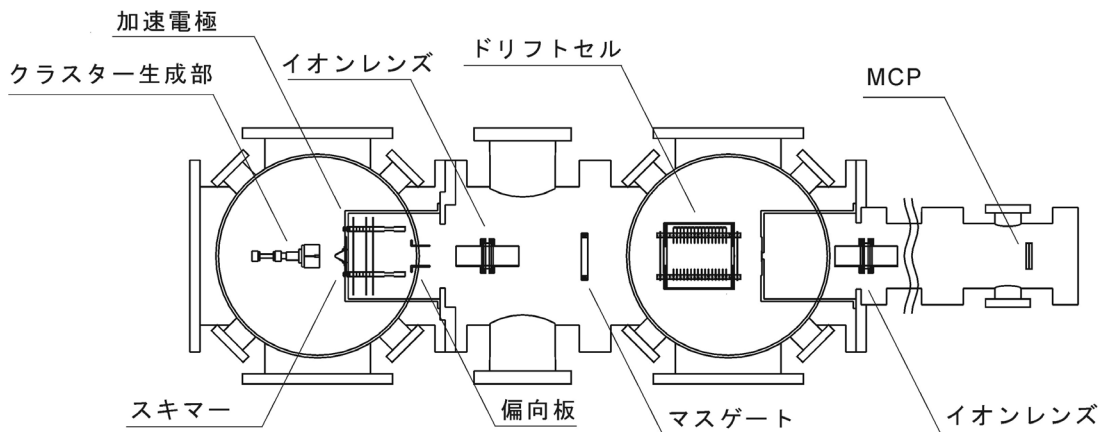 加速電極
クラスター生成部
イオンレンズ
ドリフトセル
MCP
スキマー
偏向板
マスゲート
イオンレンズ